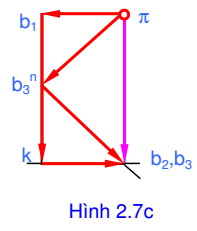 b₁ π
b₃ⁿ
k b₂,b₃
Hình 2.7c